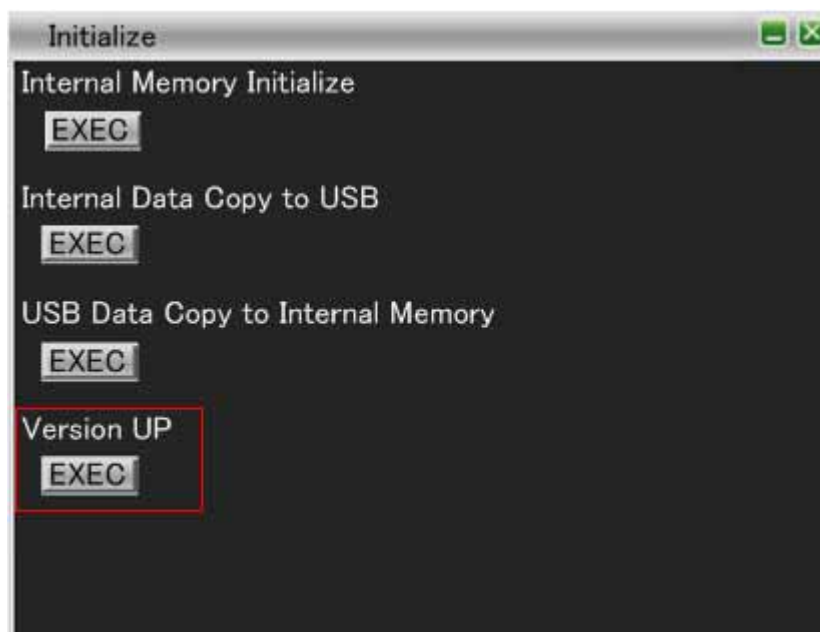 Initialize
Internal Memory Initialize
EXEC
Internal Data Copy to USB
EXEC
USB Data Copy to Internal Memory
EXEC
Version UP
EXEC